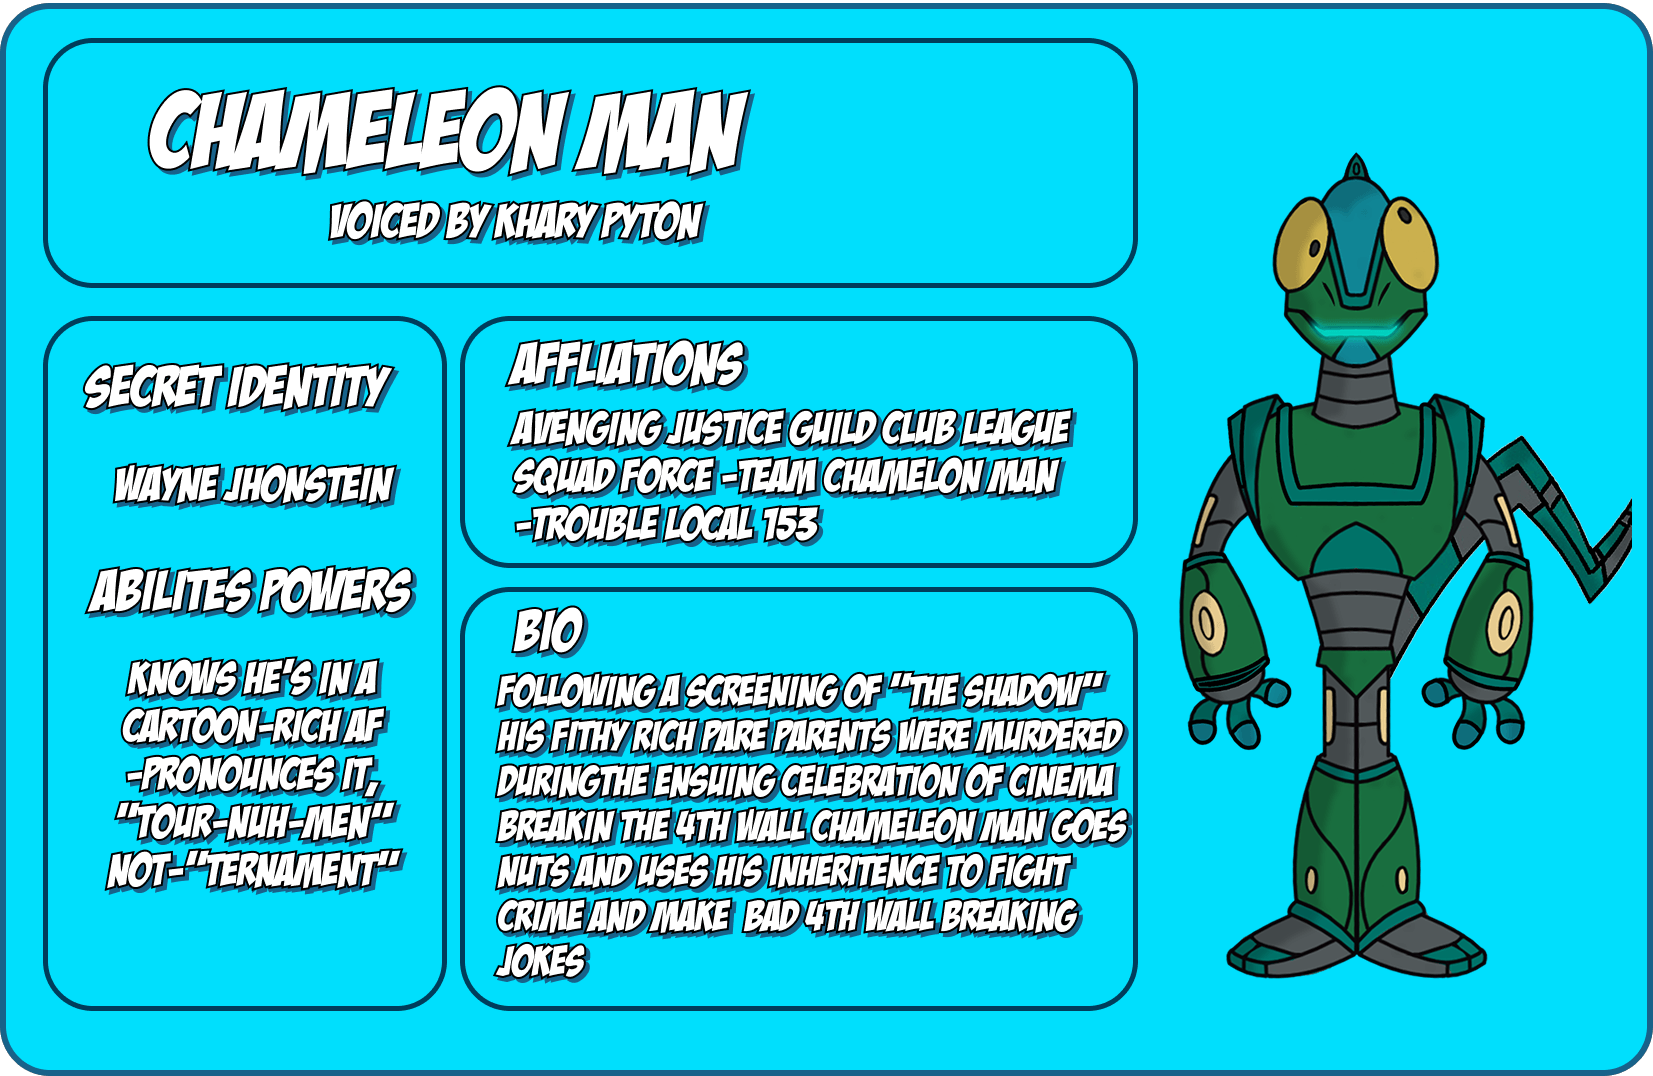 CHAMELEON MAN
VOICED BY KHARY PYTON
SECRET IDENTITY
WAYNE JHONSTEIN
ABILITES POWERS
KNOWS HE'S IN A
CARTOON-RICH AF
-PRONOUNCES IT,
"TOUR-NUH-MEN"
NOT-"TERNAMENT"
AFFLIATIONS
AVENGING JUSTICE GUILD CLUB LEAGUE
SQUAD FORCE -TEAM CHAMELON MAN
-TROUBLE LOCAL 153
BIO
FOLLOWING A SCREENING OF "THE SHADOW"
HIS FITHY RICH PARE PARENTS WERE MURDERED
DURINGTHE ENSUING CELEBRATION OF CINEMA
BREAKIN THE 4TH WALL CHAMELEON MAN GOES
NUTS AND USES HIS INHERITENCE TO FIGHT
CRIME AND MAKE BAD 4TH WALL BREAKING
JOKES